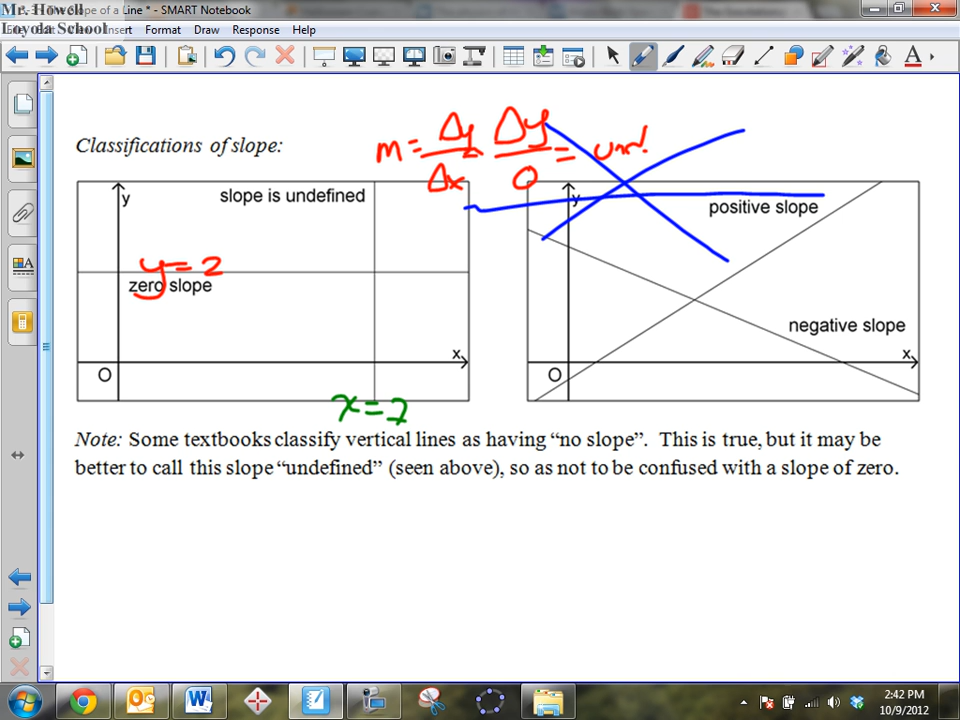 Mr. Howell
Loyola School
The Slope of a Line * - SMART Notebook
Insert Format Draw Response Help
Classifications of slope:
m = Δy/Δx Δy/0 = und.
y
slope is undefined
y = 2
zero slope
x
O
x = 7
y
positive slope
negative slope
x
O
Note: Some textbooks classify vertical lines as having “no slope”. This is true, but it may be
better to call this slope “undefined” (seen above), so as not to be confused with a slope of zero.
2:42 PM
10/9/2012